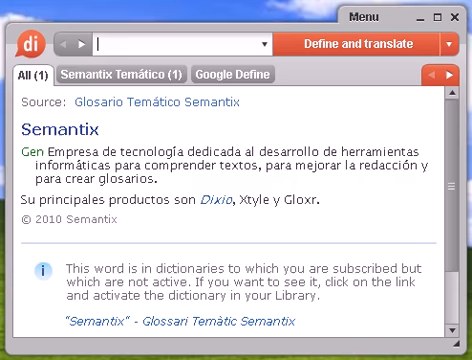 Menu
di
Define and translate
All (1)
Semantix Temático (1)
Google Define
Source: Glosario Temático Semantix
Semantix
Gen Empresa de tecnología dedicada al desarrollo de herramientas
informáticas para comprender textos, para mejorar la redacción y
para crear glosarios.
Su principales productos son Dixio, Xtyle y Gloxr.
© 2010 Semantix
i
This word is in dictionaries to which you are subscribed but
which are not active. If you want to see it, click on the link
and activate the dictionary in your Library.
"Semantix" - Glossari Temàtic Semantix